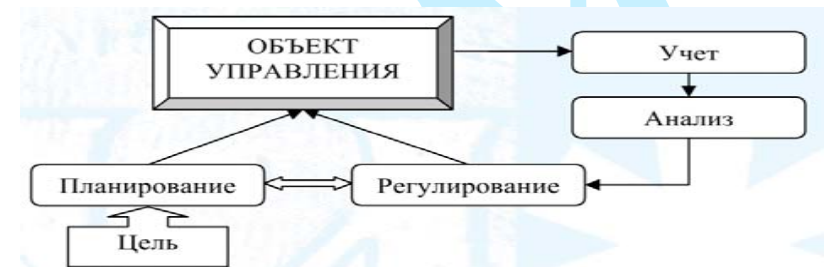 ОБЪЕКТ
УПРАВЛЕНИЯ
Учет
Анализ
Планирование
Регулирование
Цель